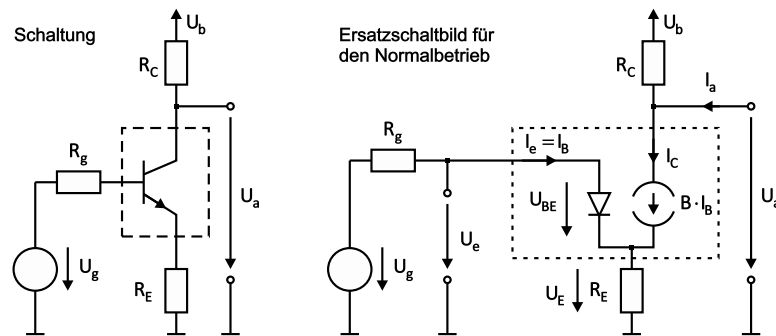 Schaltung
U_b
R_C
R_g
U_a
U_g
R_E
Ersatzschaltbild für
den Normalbetrieb
U_b
R_C
I_a
R_g
I_e = I_B
I_C
U_BE
B · I_B
U_a
U_e
U_g
U_E
R_E